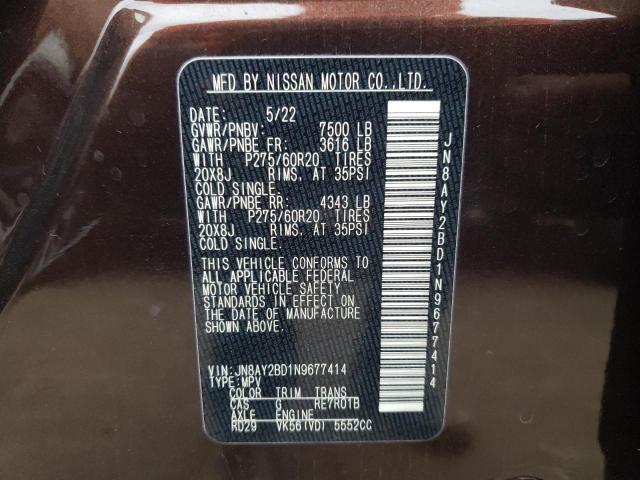 MFD BY NISSAN MOTOR CO.,LTD.
DATE: 5/22
GVWR/PNBV: 7500 LB
GAWR/PNBE FR: 3616 LB
WITH P275/60R20 TIRES
20X8J RIMS. AT 35PSI
COLD SINGLE.
GAWR/PNBE RR: 4343 LB
WITH P275/60R20 TIRES
20X8J RIMS. AT 35PSI
COLD SINGLE.
THIS VEHICLE CONFORMS TO
ALL APPLICABLE FEDERAL
MOTOR VEHICLE SAFETY
STANDARDS IN EFFECT ON
THE DATE OF MANUFACTURE
SHOWN ABOVE.
VIN:JN8AY2BD1N9677414
TYPE:MPV
COLOR TRIM TRANS
CAS G RE7R01B
AXLE ENGINE
RD29 VK56(VD) 5552CC
JN8AY2BD1N9677414